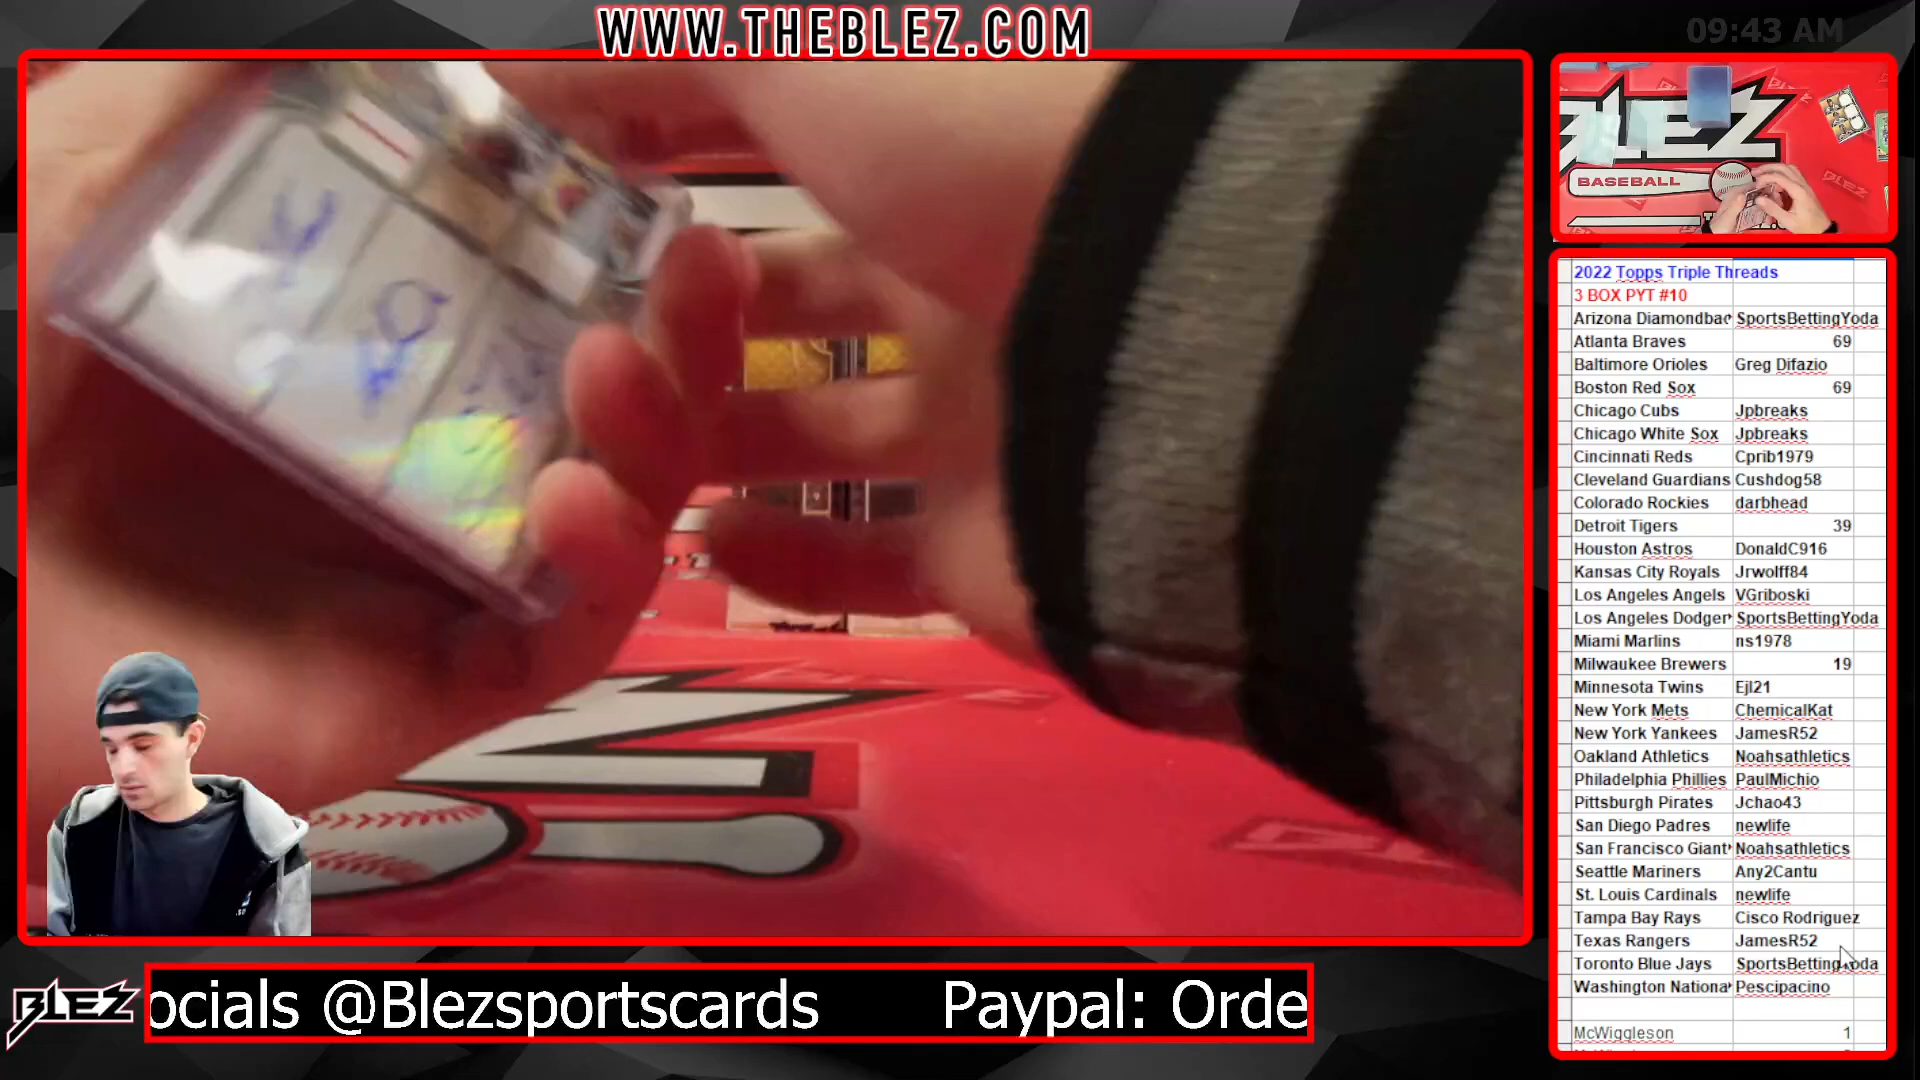 WWW.THEBLEZ.COM
09:43 AM
BLEZ
BASEBALL
2022 Topps Triple Threads
3 BOX PYT #10
Arizona Diamondbac SportsBettingYoda
Atlanta Braves 69
Baltimore Orioles Greg Difazio
Boston Red Sox 69
Chicago Cubs Jpbreaks
Chicago White Sox Jpbreaks
Cincinnati Reds Cprib1979
Cleveland Guardians Cushdog58
Colorado Rockies darbhead
Detroit Tigers 39
Houston Astros DonaldC916
Kansas City Royals Jrwolff84
Los Angeles Angels VGriboski
Los Angeles Dodger SportsBettingYoda
Miami Marlins ns1978
Milwaukee Brewers 19
Minnesota Twins Ejl21
New York Mets ChemicalKat
New York Yankees JamesR52
Oakland Athletics Noahsathletics
Philadelphia Phillies PaulMichio
Pittsburgh Pirates Jchao43
San Diego Padres newlife
San Francisco Giant Noahsathletics
Seattle Mariners Any2Cantu
St. Louis Cardinals newlife
Tampa Bay Rays Cisco Rodriguez
Texas Rangers JamesR52
Toronto Blue Jays SportsBettingYoda
Washington Nationa Pescipacino
McWiggleson 1
BLEZ
ocials @Blezsportscards Paypal: Orde